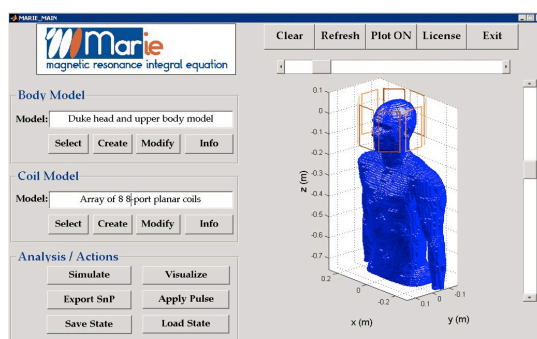 MARIE_MAIN
Marie
magnetic resonance integral equation
Clear Refresh Plot ON License Exit
Body Model
Model: Duke head and upper body model
Select Create Modify Info
Coil Model
Model: Array of 8 8-port planar coils
Select Create Modify Info
Analysis / Actions
Simulate Visualize
Export SnP Apply Pulse
Save State Load State
0.1
0
-0.1
-0.2
-0.3
-0.4
-0.5
-0.6
-0.7
z (m)
0.2
0
-0.2
x (m)
0.1
0
-0.1
y (m)